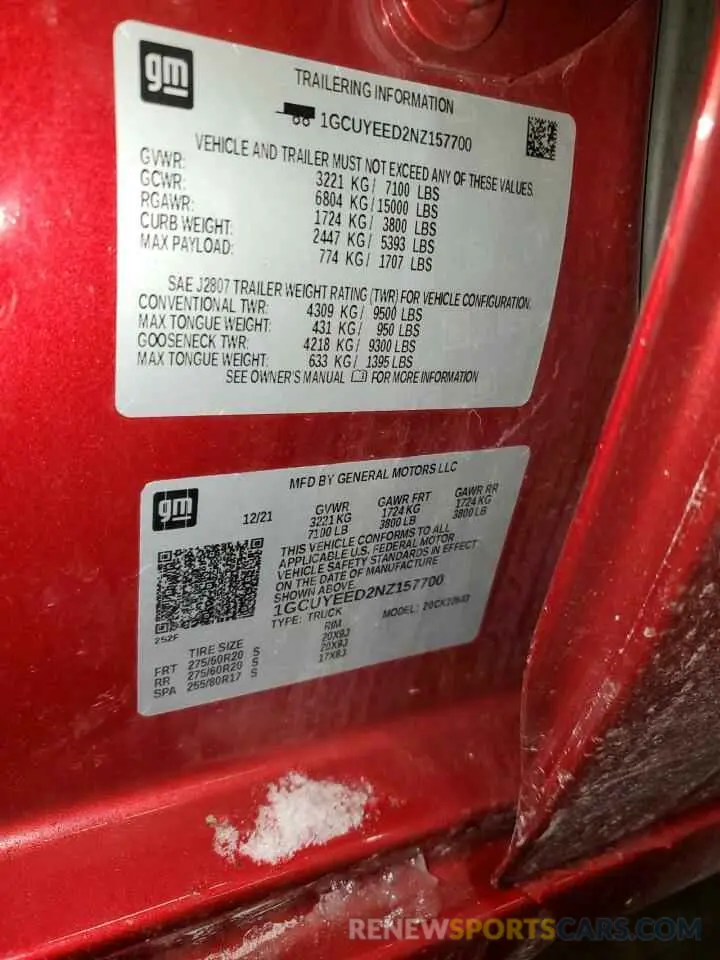 gm
TRAILERING INFORMATION
1GCUYEED2NZ157700
VEHICLE AND TRAILER MUST NOT EXCEED ANY OF THESE VALUES.
GVWR: 3221 KG / 7100 LBS
GCWR: 6804 KG / 15000 LBS
RGAWR: 1724 KG / 3800 LBS
CURB WEIGHT: 2447 KG / 5393 LBS
MAX PAYLOAD: 774 KG / 1707 LBS
SAE J2807 TRAILER WEIGHT RATING (TWR) FOR VEHICLE CONFIGURATION.
CONVENTIONAL TWR: 4309 KG / 9500 LBS
MAX TONGUE WEIGHT: 431 KG / 950 LBS
GOOSENECK TWR: 4218 KG / 9300 LBS
MAX TONGUE WEIGHT: 633 KG / 1395 LBS
SEE OWNER'S MANUAL FOR MORE INFORMATION
MFD BY GENERAL MOTORS LLC
gm
12/21
GVWR GAWR FRT GAWR RR
3221 KG 1724 KG 1724 KG
7100 LB 3800 LB 3800 LB
THIS VEHICLE CONFORMS TO ALL
APPLICABLE U.S. FEDERAL MOTOR
VEHICLE SAFETY STANDARDS IN EFFECT
ON THE DATE OF MANUFACTURE
SHOWN ABOVE.
1GCUYEED2NZ157700
TYPE: TRUCK MODEL:
252F
TIRE SIZE RIM
FRT 275/60R20 S 20X9J
RR 275/60R20 S 20X9J
SPA 255/80R17 S 17X8J
RENEWSPORTSCARS.COM